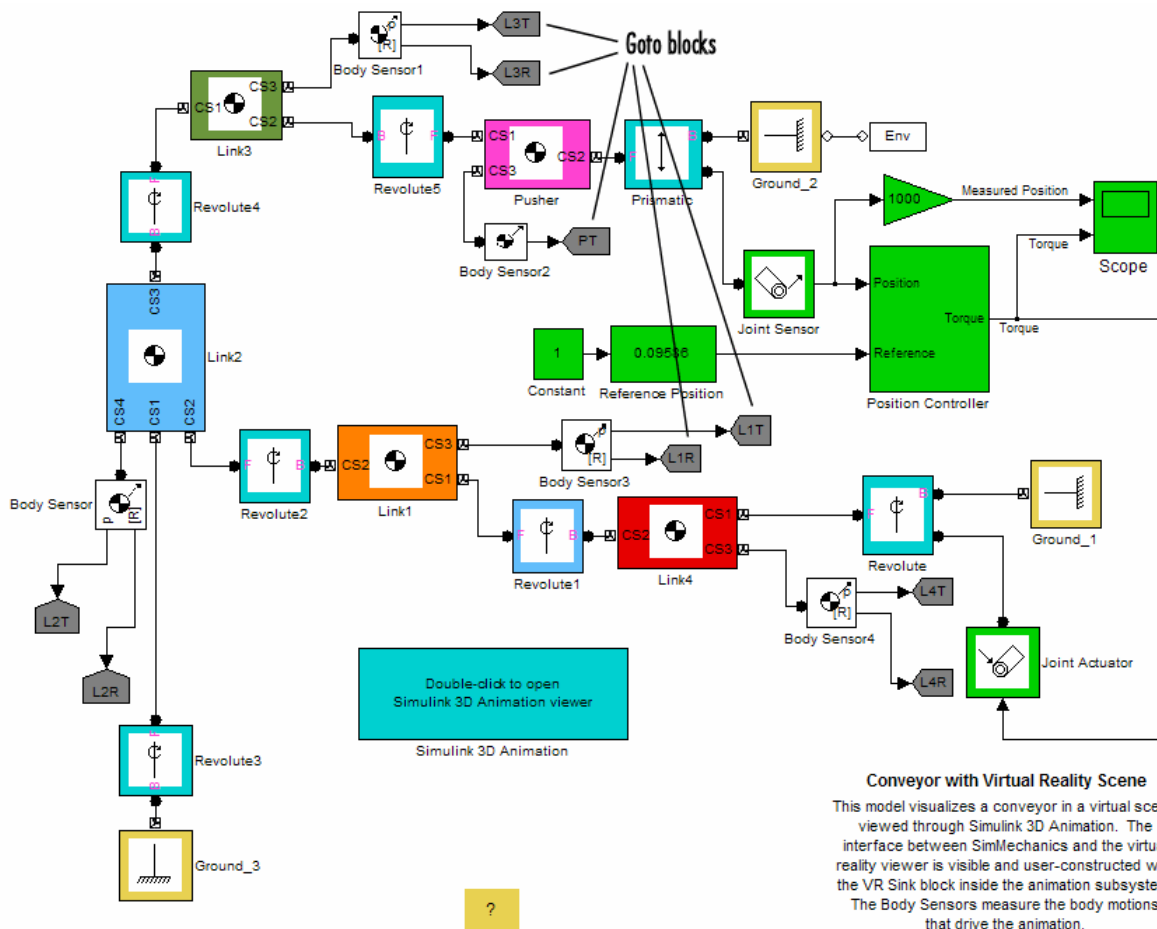 L3T
Goto blocks
p
[R]
Body Sensor1
L3R
CS3
CS1
CS2
Link3
B
F
Revolute5
CS1
CS3
CS2
Pusher
F
B
Prismatic
Ground_2
Env
1000
Measured Position
Torque
Scope
F
B
Revolute4
PT
Body Sensor2
Joint Sensor
Position
Torque
Reference
Torque
Position Controller
CS3
Link2
CS4
CS1
CS2
1
Constant
0.09586
Reference Position
L1T
L1R
p
[R]
Body Sensor3
F
B
Revolute2
CS3
CS2
CS1
Link1
Body Sensor
p
[R]
F
B
Revolute1
CS1
CS2
CS3
Link4
F
B
Revolute
Ground_1
L2T
L2R
p
[R]
Body Sensor4
L4T
L4R
Joint Actuator
Double-click to open
Simulink 3D Animation viewer
Simulink 3D Animation
F
B
Revolute3
Ground_3
?
Conveyor with Virtual Reality Scene
This model visualizes a conveyor in a virtual sce
viewed through Simulink 3D Animation. The
interface between SimMechanics and the virtu
reality viewer is visible and user-constructed w
the VR Sink block inside the animation subsyste
The Body Sensors measure the body motions
that drive the animation.